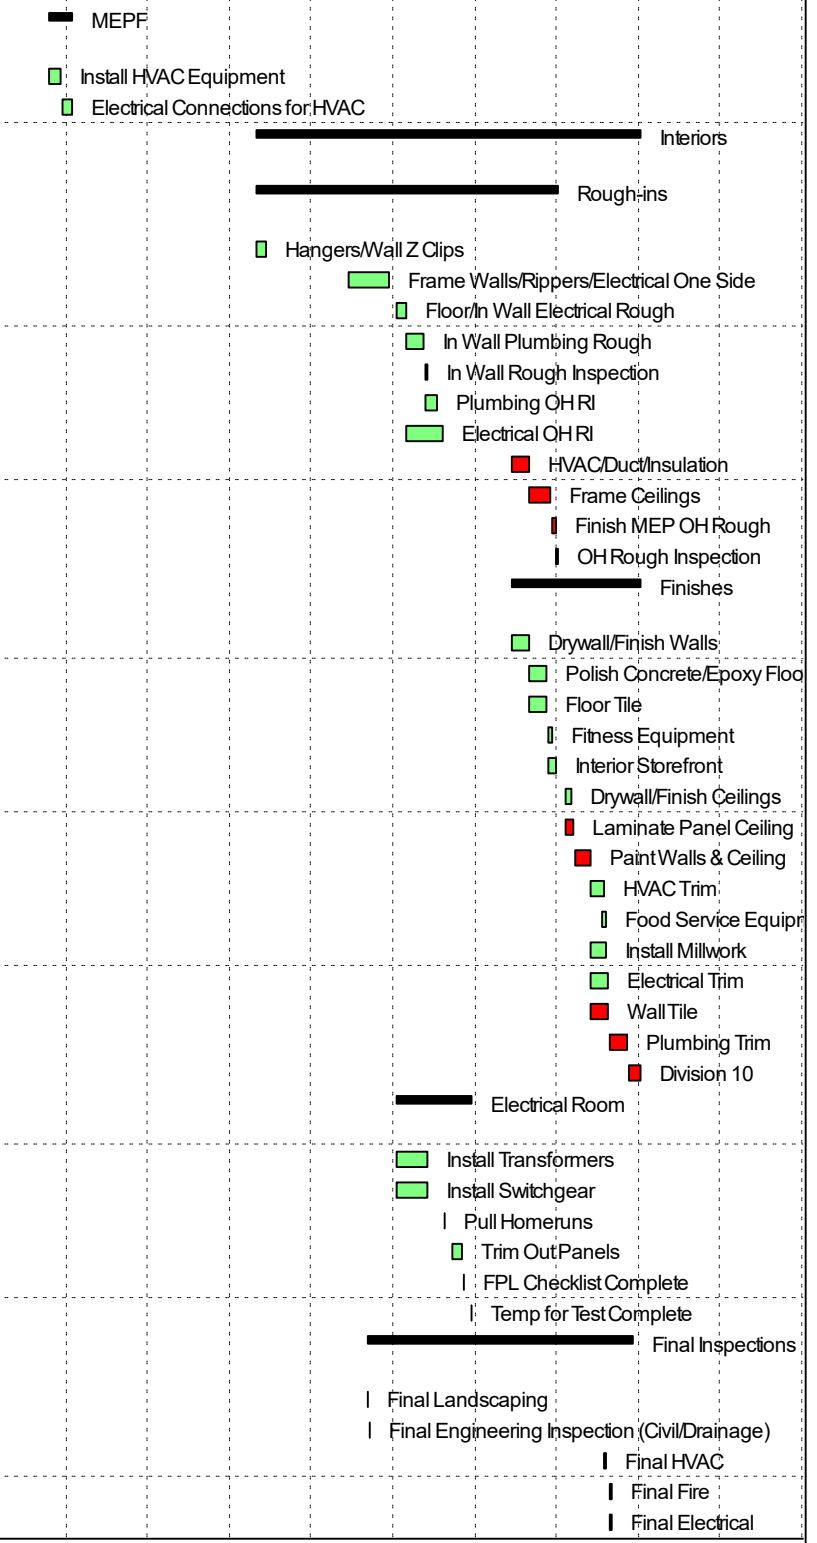 MEPF
Install HVAC Equipment
Electrical Connections for HVAC
Interiors
Rough-ins
Hangers/Wall Z Clips
Frame Walls/Rippers/Electrical One Side
Floor/In Wall Electrical Rough
In Wall Plumbing Rough
In Wall Rough Inspection
Plumbing OH RI
Electrical OH RI
HVAC/Duct/Insulation
Frame Ceilings
Finish MEP OH Rough
OH Rough Inspection
Finishes
Drywall/Finish Walls
Polish Concrete/Epoxy Floo
Floor Tile
Fitness Equipment
Interior Storefront
Drywall/Finish Ceilings
Laminate Panel Ceiling
Paint Walls & Ceiling
HVAC Trim
Food Service Equip
Install Millwork
Electrical Trim
Wall Tile
Plumbing Trim
Division 10
Electrical Room
Install Transformers
Install Switchgear
Pull Homeruns
Trim Out Panels
FPL Checklist Complete
Temp for Test Complete
Final Inspections
Final Landscaping
Final Engineering Inspection (Civil/Drainage)
Final HVAC
Final Fire
Final Electrical